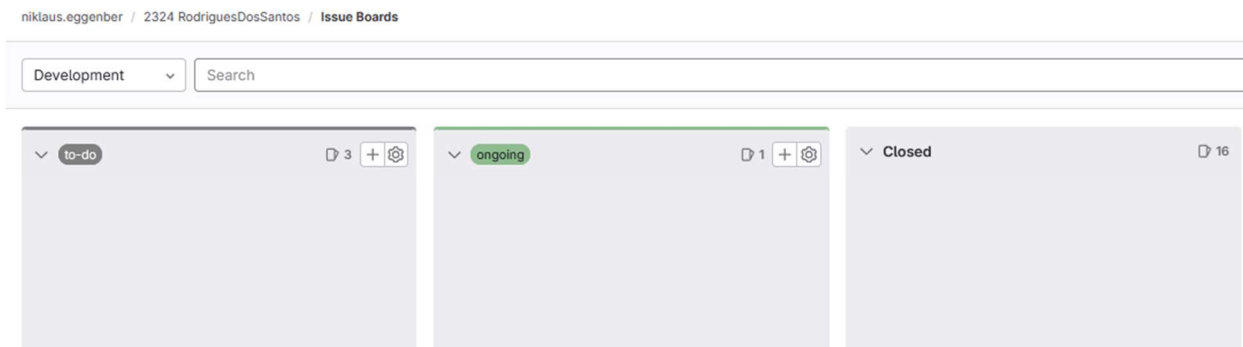 niklaus.eggenber / 2324 RodriguesDosSantos / Issue Boards
Development Search
to-do 3 ongoing 1 Closed 16